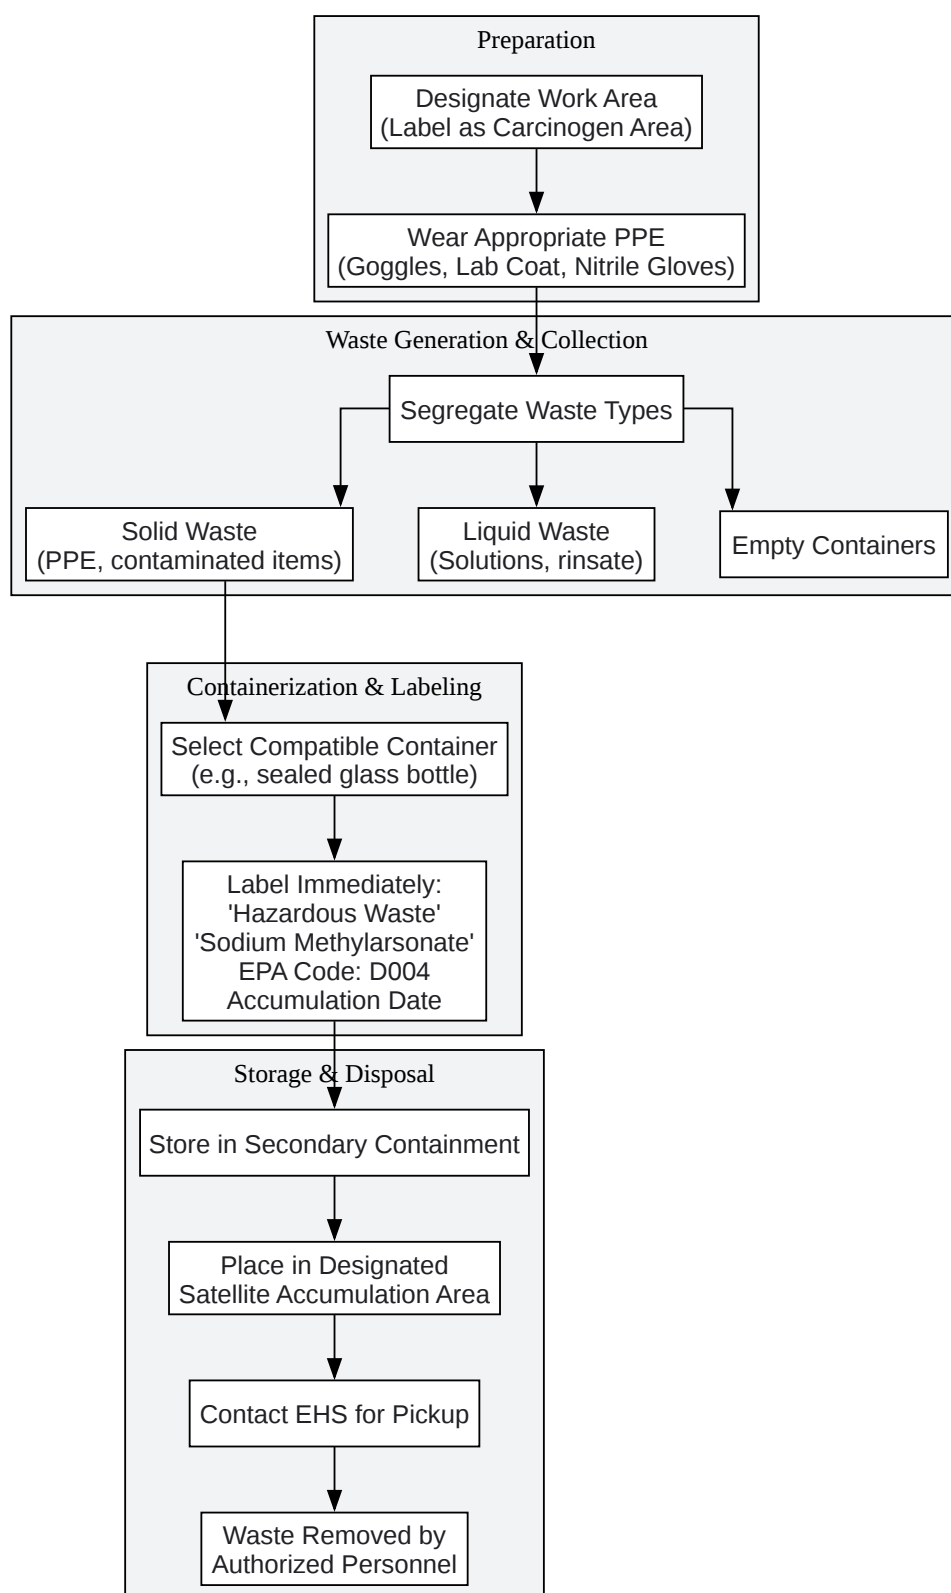 Preparation
Designate Work Area
(Label as Carcinogen Area)
Wear Appropriate PPE
(Goggles, Lab Coat, Nitrile Gloves)
Waste Generation & Collection
Segregate Waste Types
Solid Waste
(PPE, contaminated items)
Liquid Waste
(Solutions, rinsate)
Empty Containers
Containerization & Labeling
Select Compatible Container
(e.g., sealed glass bottle)
Label Immediately:
'Hazardous Waste'
'Sodium Methylarsonate'
EPA Code: D004
Accumulation Date
Storage & Disposal
Store in Secondary Containment
Place in Designated
Satellite Accumulation Area
Contact EHS for Pickup
Waste Removed by
Authorized Personnel